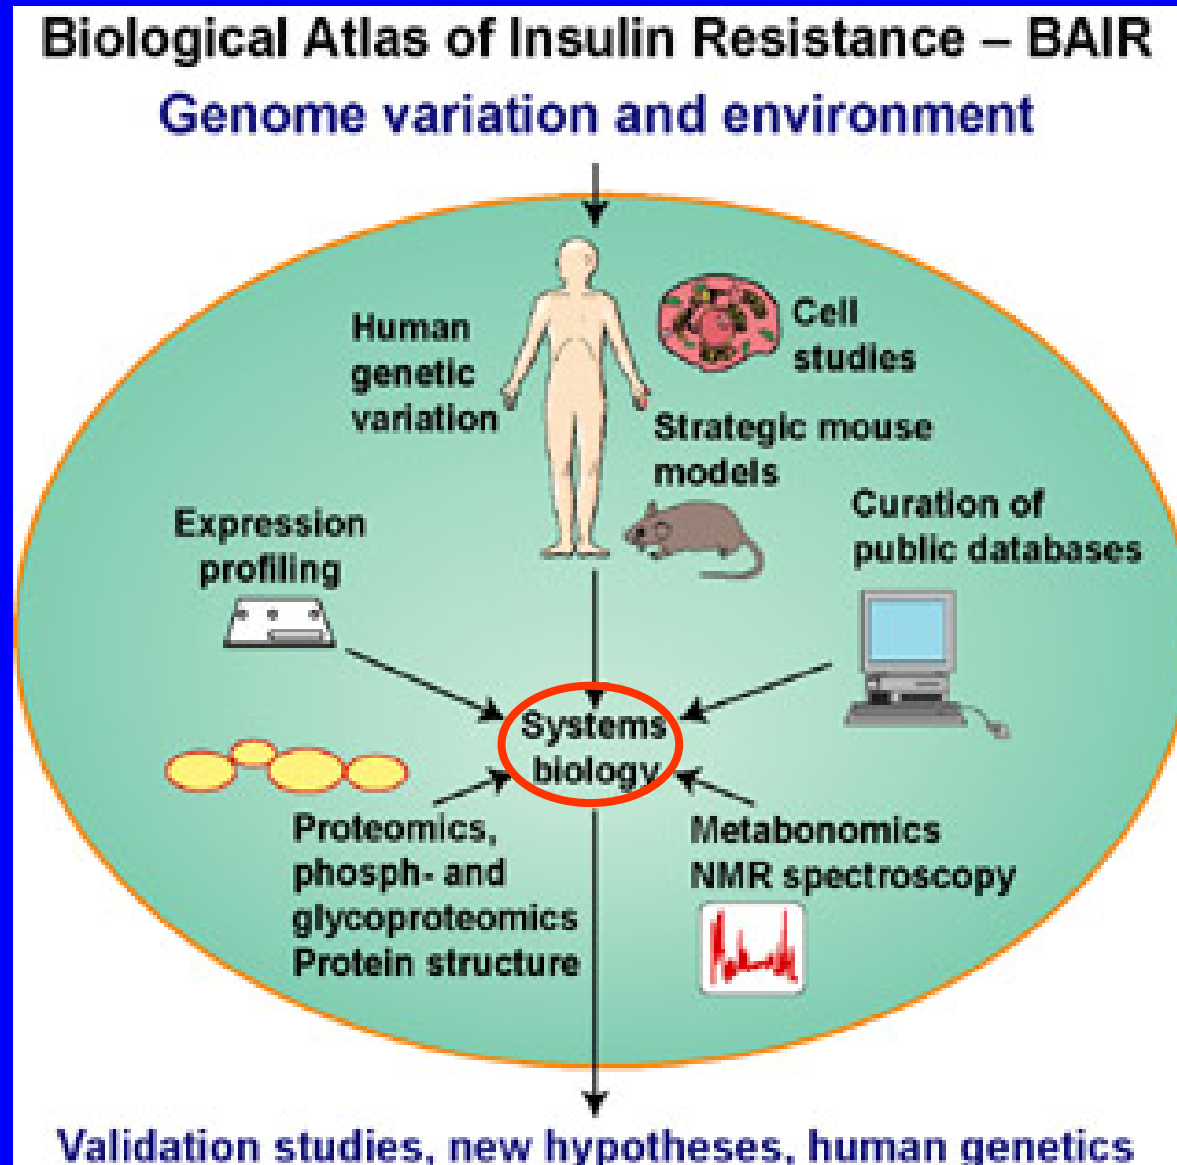 Biological Atlas of Insulin Resistance – BAIR
Genome variation and environment
Human
genetic
variation
Cell
studies
Strategic mouse
models
Expression
profiling
Curation of
public databases
Systems
biology
Proteomics,
phosph- and
glycoproteomics
Protein structure
Metabonomics
NMR spectroscopy
Validation studies, new hypotheses, human genetics